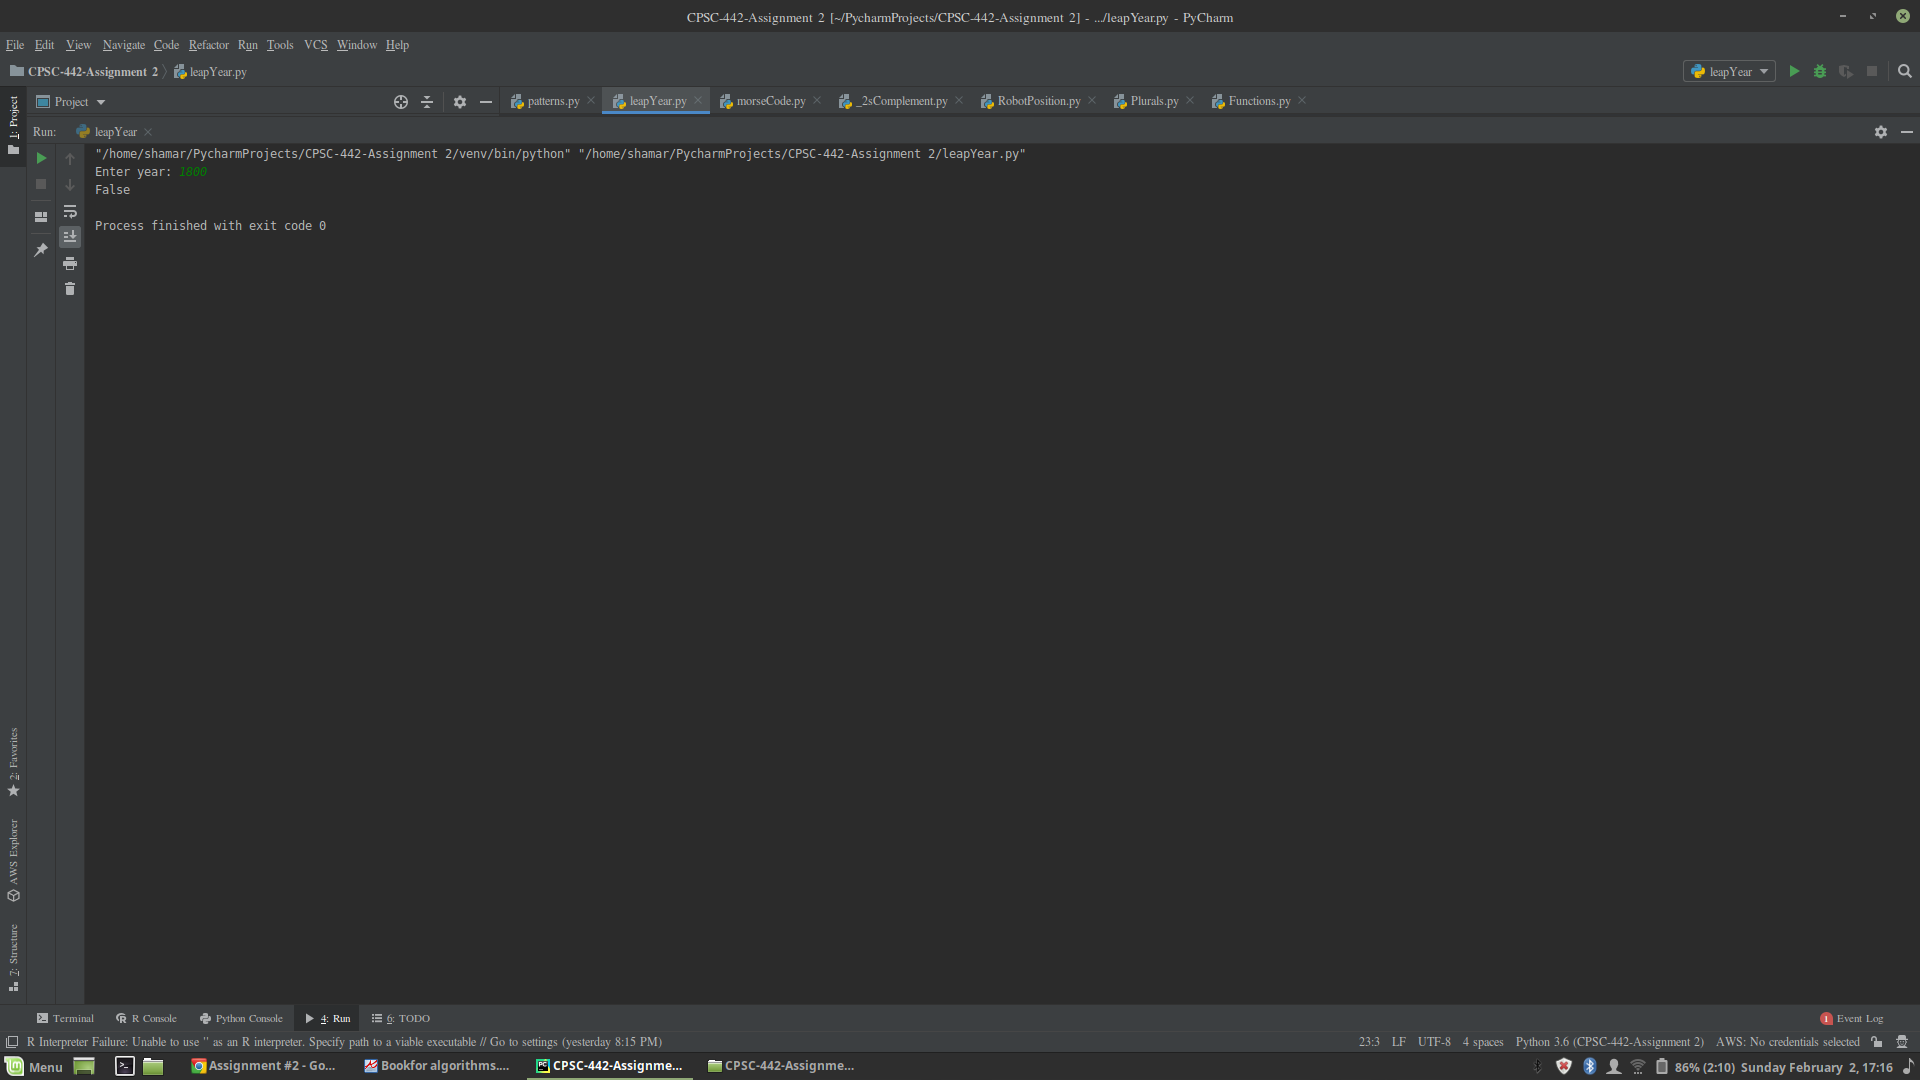 CPSC-442-Assignment 2 [~/PycharmProjects/CPSC-442-Assignment 2] - .../leapYear.py - PyCharm
File Edit View Navigate Code Refactor Run Tools VCS Window Help
CPSC-442-Assignment 2 leapYear.py leapYear
1: Project
Project patterns.py leapYear.py morseCode.py _2sComplement.py RobotPosition.py Plurals.py Functions.py
Run: leapYear
"/home/shamar/PycharmProjects/CPSC-442-Assignment 2/venv/bin/python" "/home/shamar/PycharmProjects/CPSC-442-Assignment 2/leapYear.py"
Enter year: 1800
False
Process finished with exit code 0
2: Favorites
AWS Explorer
7: Structure
Terminal R Console Python Console 4: Run 6: TODO 1 Event Log
R Interpreter Failure: Unable to use '' as an R interpreter. Specify path to a viable executable // Go to settings (yesterday 8:15 PM) 23:3 LF UTF-8 4 spaces Python 3.6 (CPSC-442-Assignment 2) AWS: No credentials selected
Menu Assignment #2 - Go... Bookfor algorithms.... CPSC-442-Assignme... CPSC-442-Assignme... 86% (2:10) Sunday February 2, 17:16